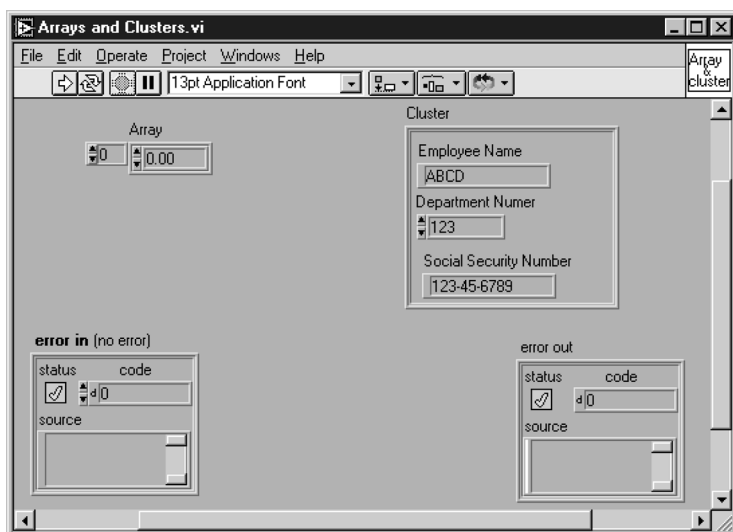 Arrays and Clusters.vi
File Edit Operate Project Windows Help
13pt Application Font
Array
&
cluster
Array
0
0.00
Cluster
Employee Name
ABCD
Department Numer
123
Social Security Number
123-45-6789
error in (no error)
status code
d 0
source
error out
status code
d 0
source